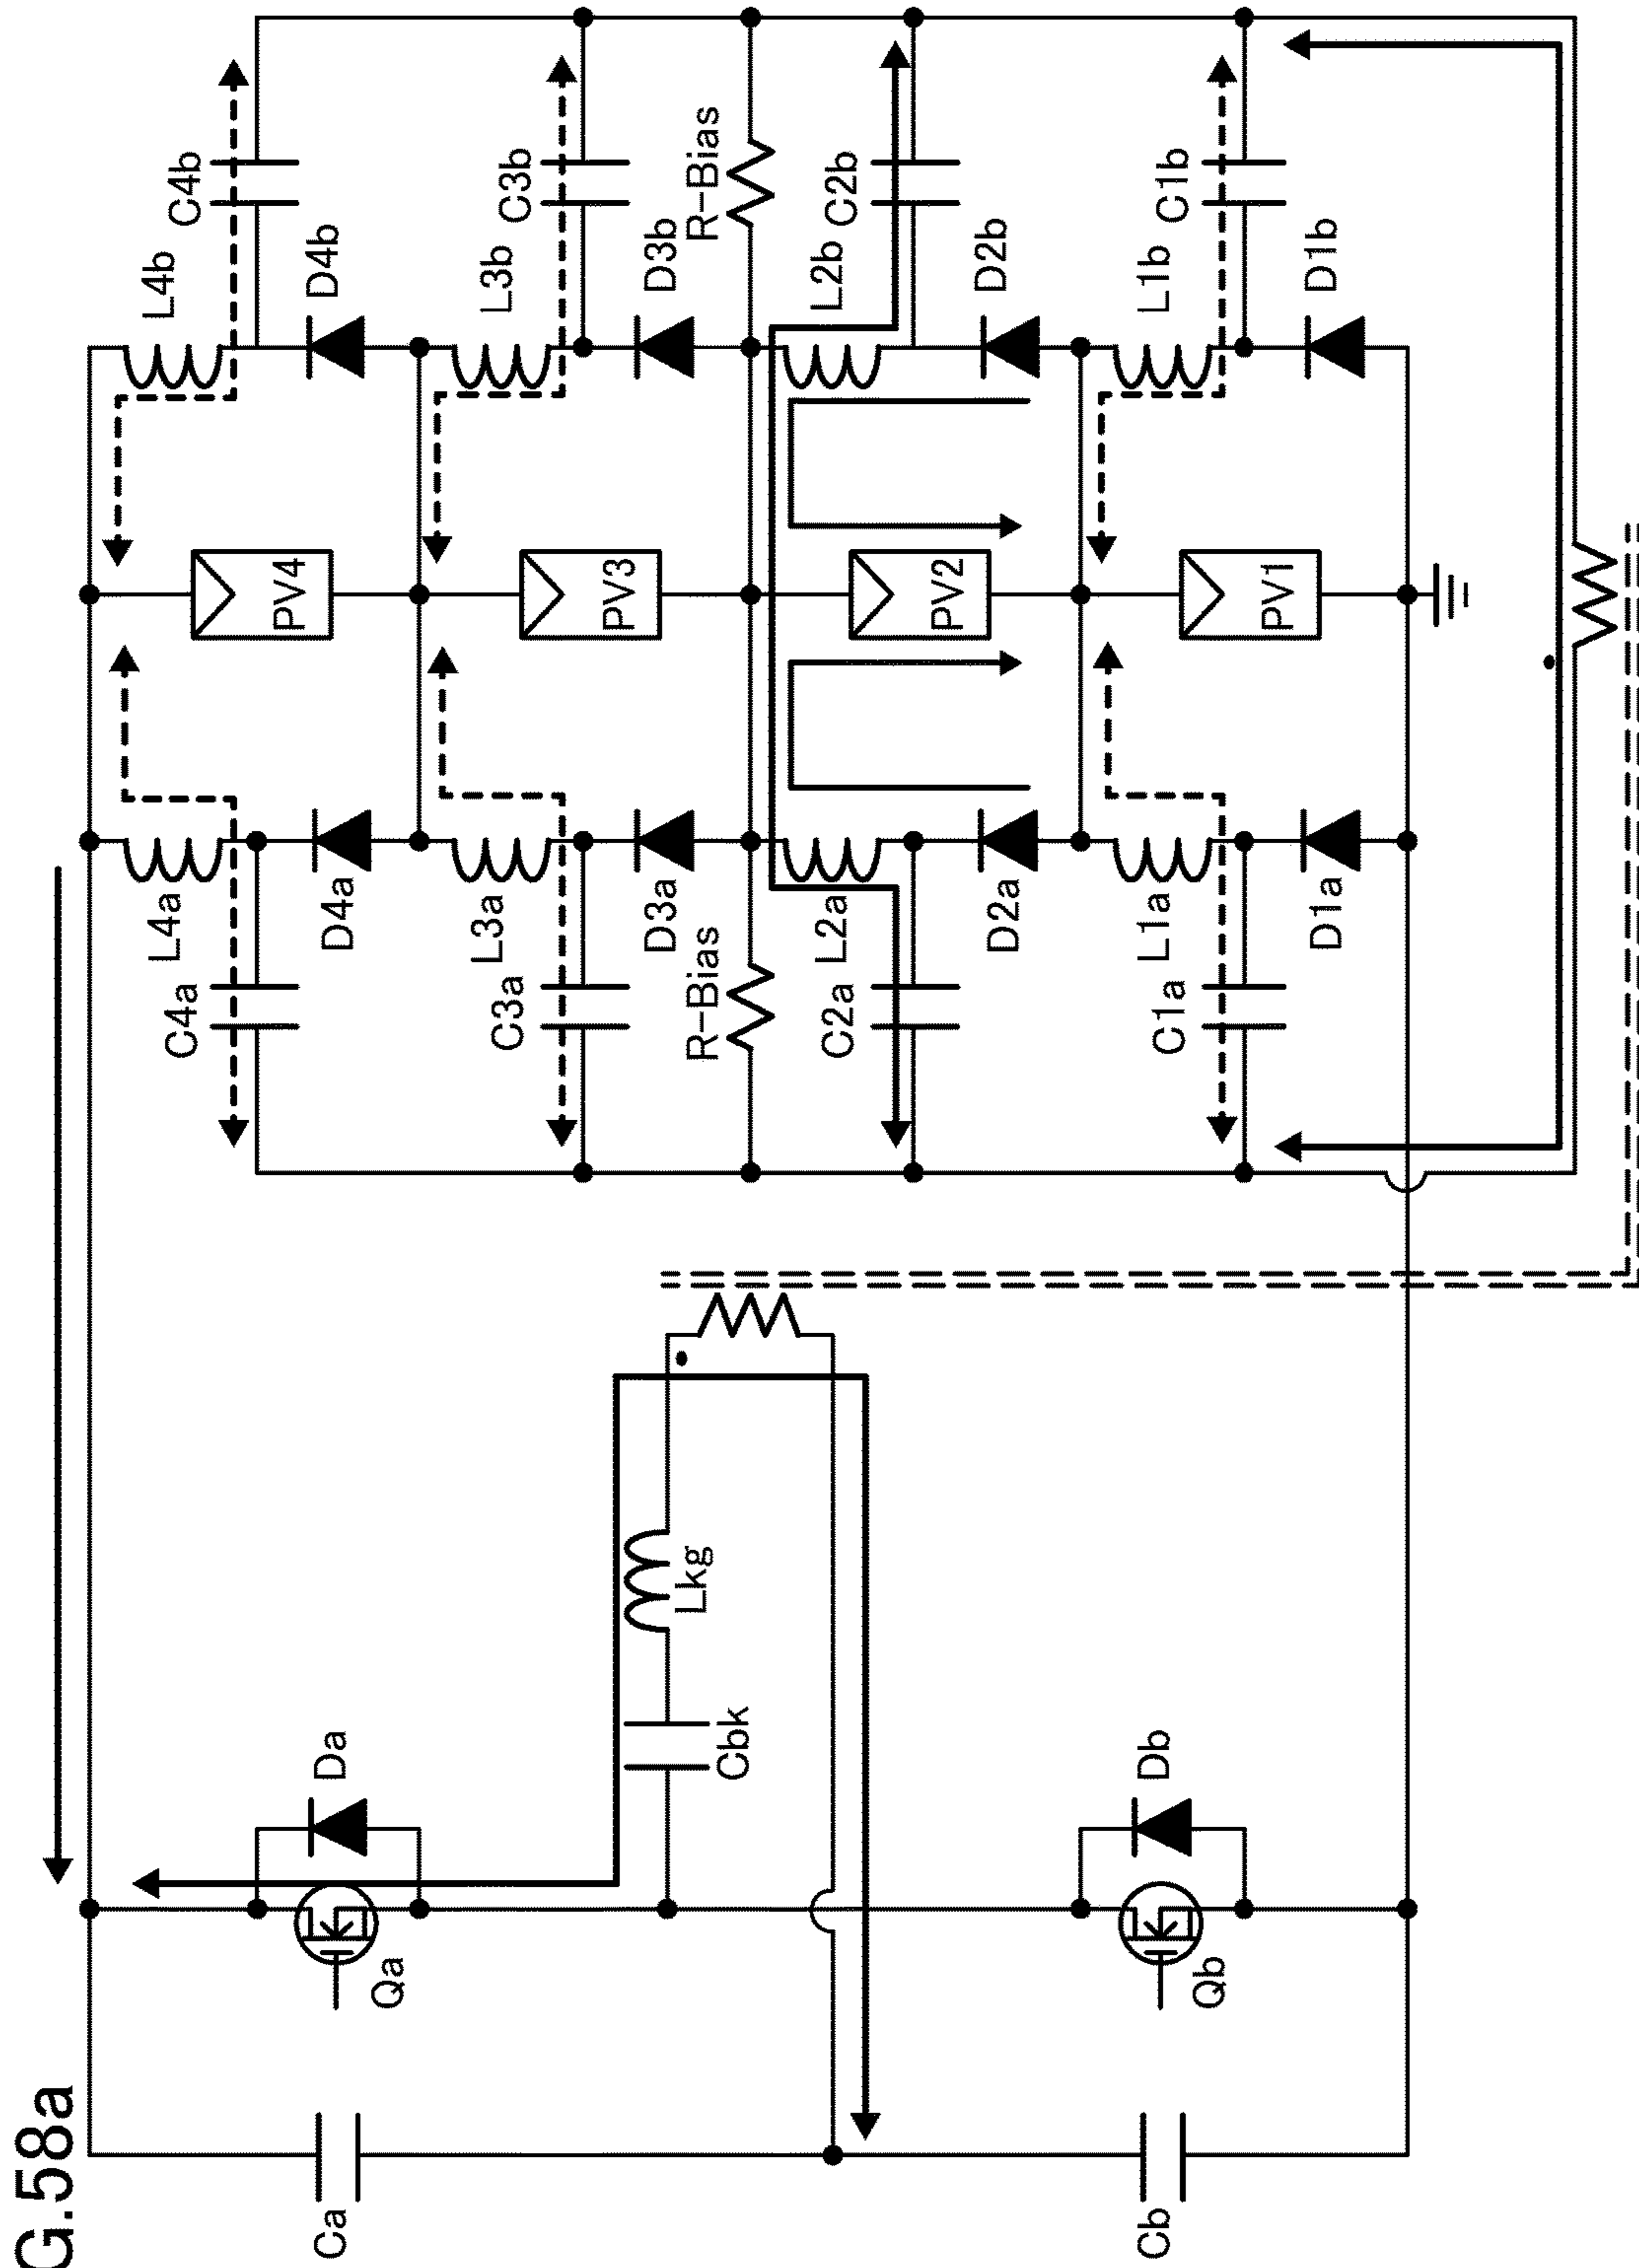 G.58a
L4b
C4b
D4b
PV4
L4a
C4a
D4a
L3b
C3b
D3b
PV3
L3a
C3a
D3a
R-Bias
R-Bias
L2b
C2b
D2b
PV2
L2a
C2a
D2a
L1b
C1b
D1b
PV1
L1a
C1a
D1a
Lkg
Cbk
Da
Qa
Db
Qb
Ca
Cb